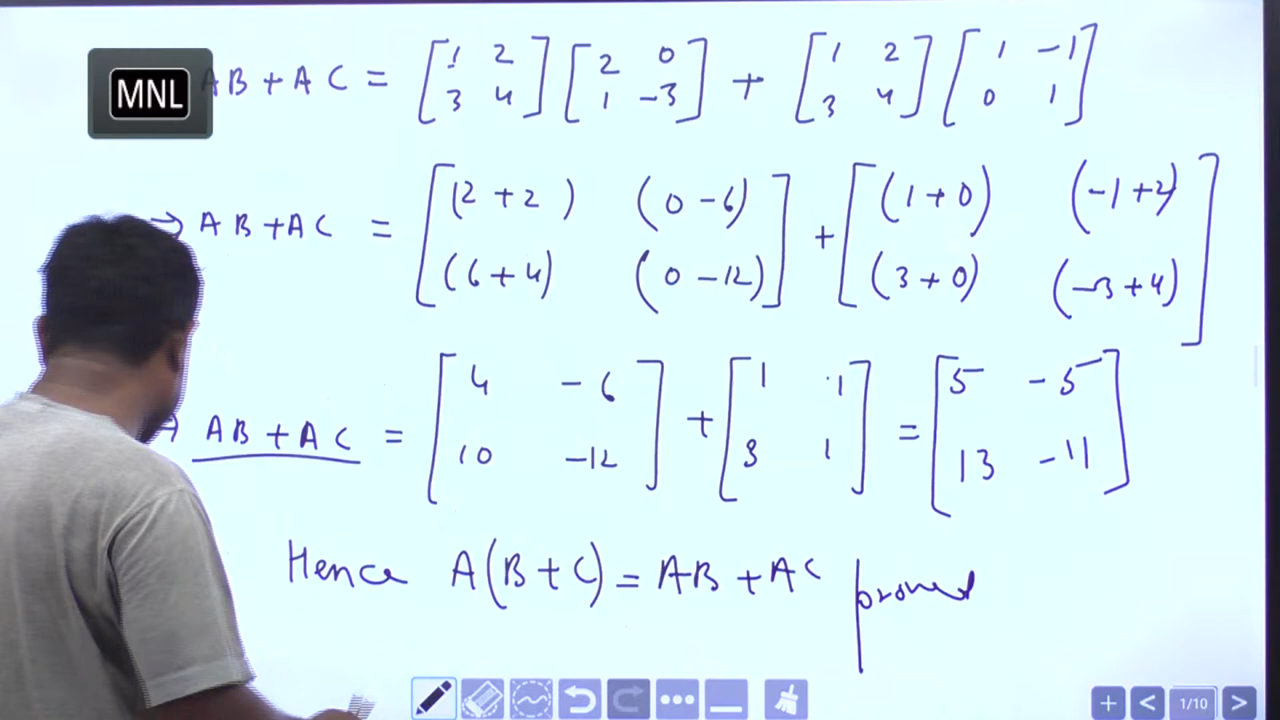 MNL
AB + AC = [1 2 3 4] [2 0 1 -3] + [1 2 3 4] [1 -1 0 1]
→ AB + AC = [(2 + 2) (0 - 6) (6 + 4) (0 - 12)] + [(1 + 0) (-1 + 2) (3 + 0) (-3 + 4)]
⇒ AB + AC = [4 -6 10 -12] + [1 1 3 1] = [5 -5 13 -11]
Hence A(B + C) = AB + AC proved
1/10